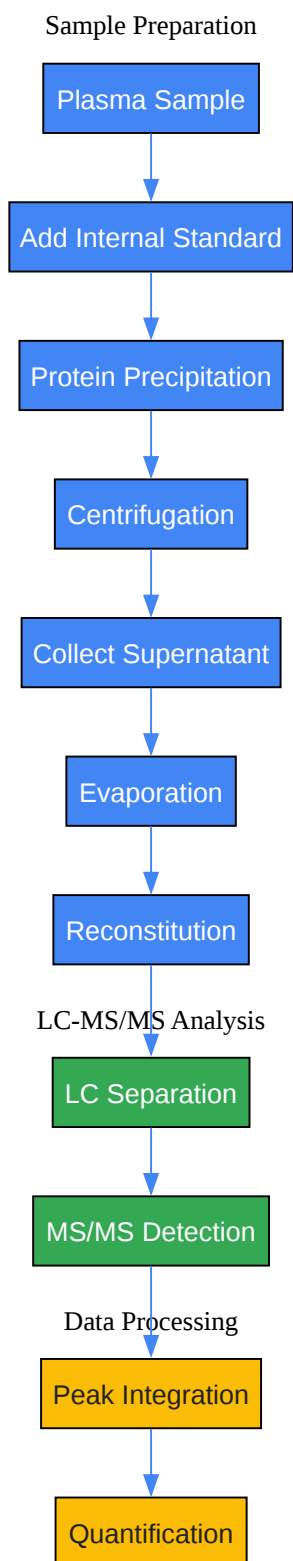 Sample Preparation
Plasma Sample
Add Internal Standard
Protein Precipitation
Centrifugation
Collect Supernatant
Evaporation
Reconstitution
LC-MS/MS Analysis
LC Separation
MS/MS Detection
Data Processing
Peak Integration
Quantification